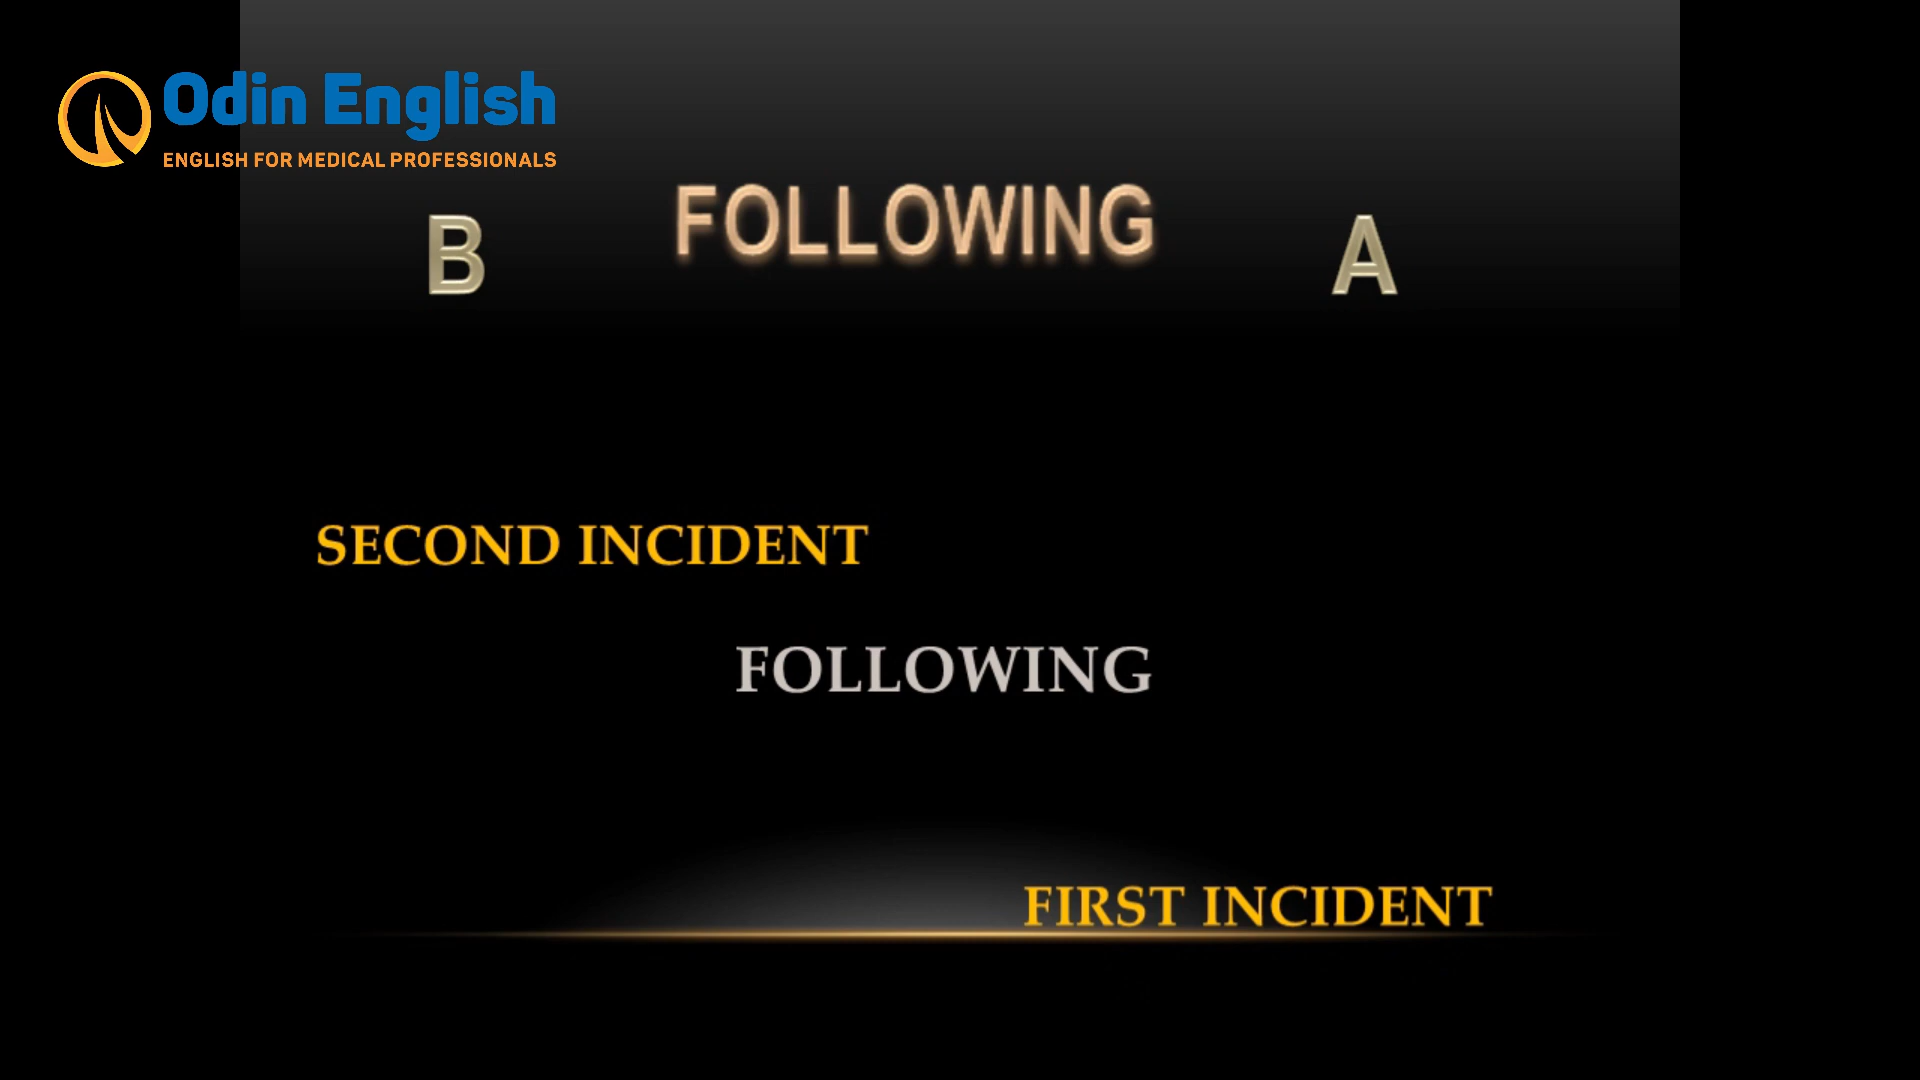 Odin English
ENGLISH FOR MEDICAL PROFESSIONALS
B FOLLOWING A
SECOND INCIDENT
FOLLOWING
FIRST INCIDENT